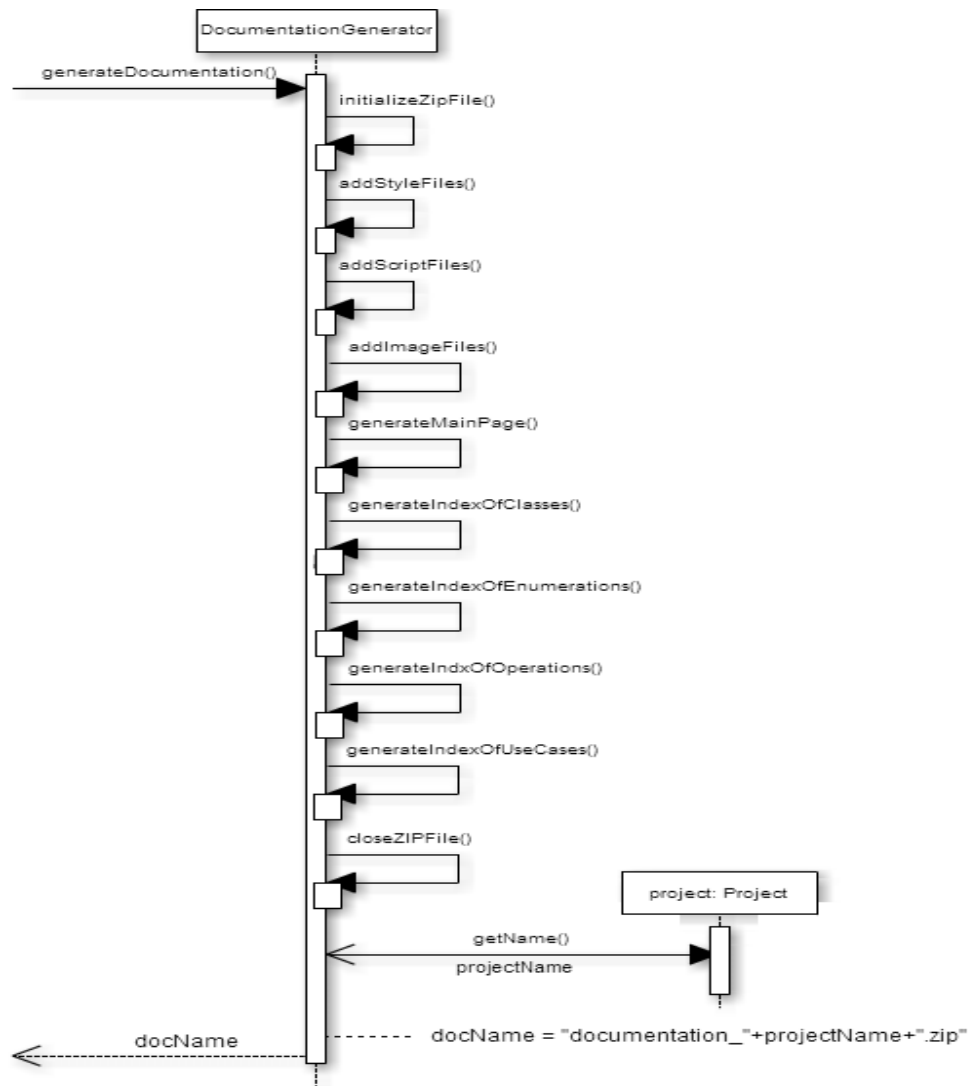 DocumentationGenerator
generateDocumentation()
initializeZipFile()
addStyleFiles()
addScriptFiles()
addImageFiles()
generateMainPage()
generateIndexOfClasses()
generateIndexOfEnumerations()
generateIndxOfOperations()
generateIndexOfUseCases()
closeZIPFile()
project: Project
getName()
projectName
docName = "documentation_"+projectName+".zip"
docName